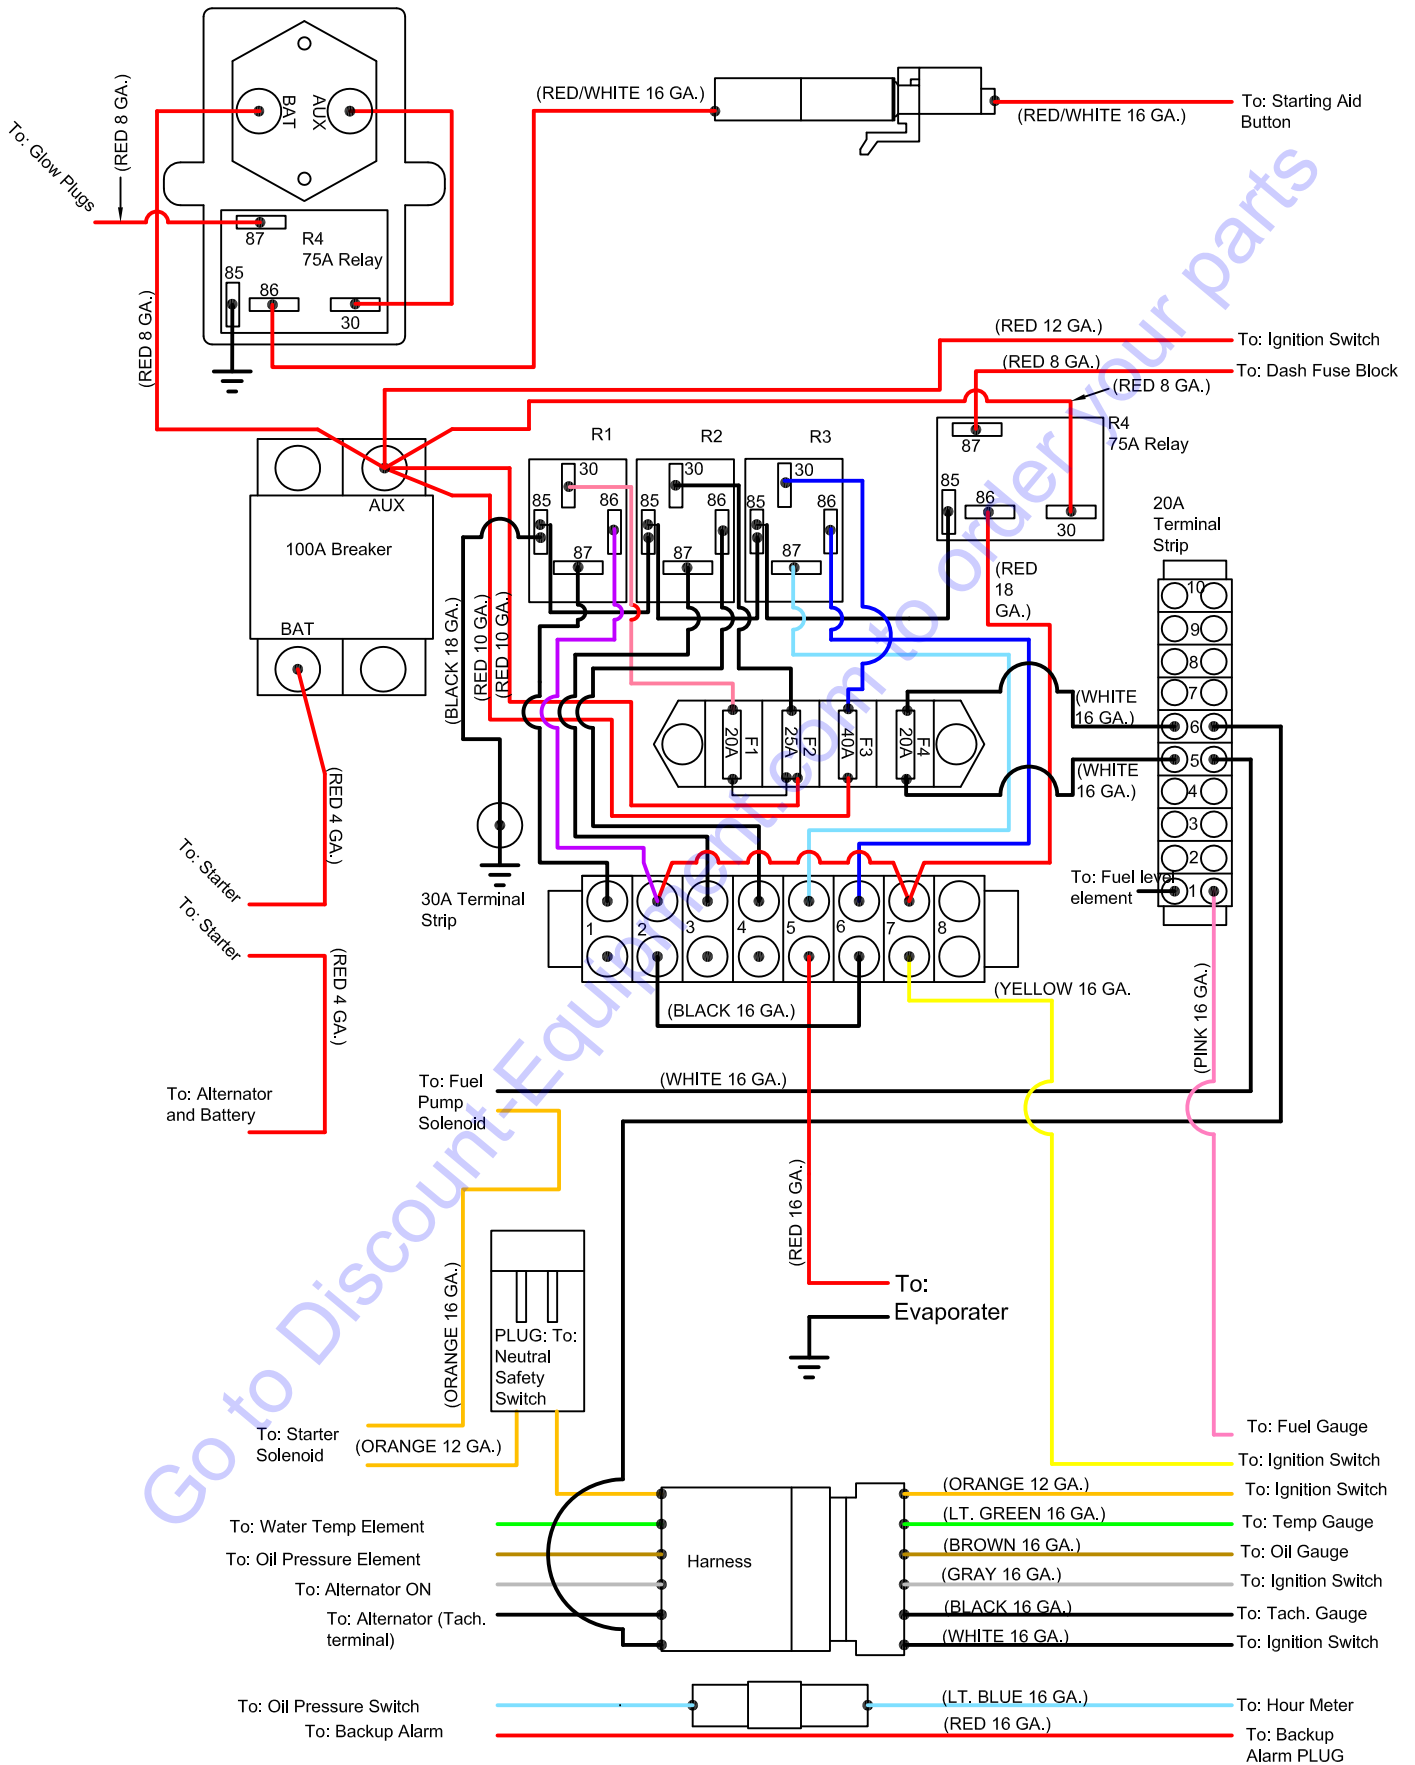 To: Glow Plugs
(RED 8 GA.)
BAT
AUX
87
R4
75A Relay
85
86
30
(RED 8 GA.)
(RED/WHITE 16 GA.)
(RED/WHITE 16 GA.)
To: Starting Aid
Button
(RED 12 GA.)
To: Ignition Switch
(RED 8 GA.)
To: Dash Fuse Block
(RED 8 GA.)
R4
75A Relay
87
85
86
30
(RED
18
GA.)
AUX
100A Breaker
BAT
R1
30
85
86
87
R2
30
85
86
87
R3
30
85
86
87
(BLACK 18 GA.)
(RED 10 GA.)
(RED 10 GA.)
20A
Terminal
Strip
10
9
8
7
6
5
4
3
2
1
(WHITE
16 GA.)
(WHITE
16 GA.)
F1
20A
F2
25A
F3
40A
F4
20A
To: Fuel level
element
(RED 4 GA.)
To: Starter
To: Starter
(RED 4 GA.)
To: Alternator
and Battery
30A Terminal
Strip
1
2
3
4
5
6
7
8
(BLACK 16 GA.)
(YELLOW 16 GA.
(PINK 16 GA.)
To: Fuel
Pump
Solenoid
(WHITE 16 GA.)
(RED 16 GA.)
To:
Evaporater
(ORANGE 16 GA.)
PLUG: To:
Neutral
Safety
Switch
To: Starter
Solenoid
(ORANGE 12 GA.)
To: Fuel Gauge
To: Ignition Switch
(ORANGE 12 GA.)
To: Ignition Switch
To: Water Temp Element
(LT. GREEN 16 GA.)
To: Temp Gauge
To: Oil Pressure Element
Harness
(BROWN 16 GA.)
To: Oil Gauge
To: Alternator ON
(GRAY 16 GA.)
To: Ignition Switch
To: Alternator (Tach.
terminal)
(BLACK 16 GA.)
To: Tach. Gauge
(WHITE 16 GA.)
To: Ignition Switch
To: Oil Pressure Switch
(LT. BLUE 16 GA.)
To: Hour Meter
To: Backup Alarm
(RED 16 GA.)
To: Backup
Alarm PLUG
Go to Discount-Equipment.com to order your parts